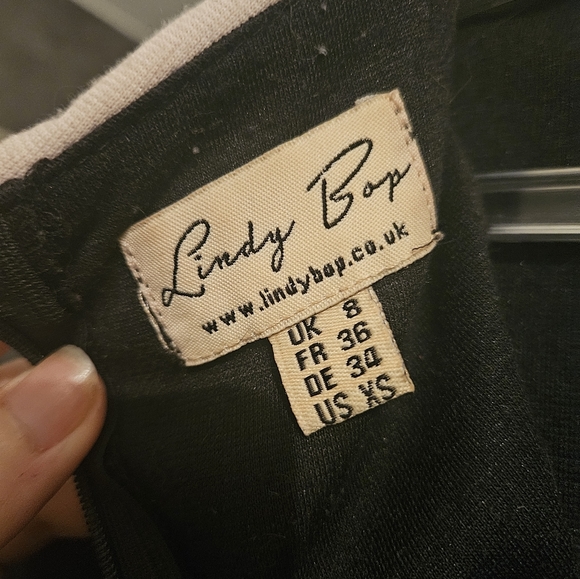 Lindy Bop
www.lindybop.co.uk
UK 8
FR 36
DE 34
US XS